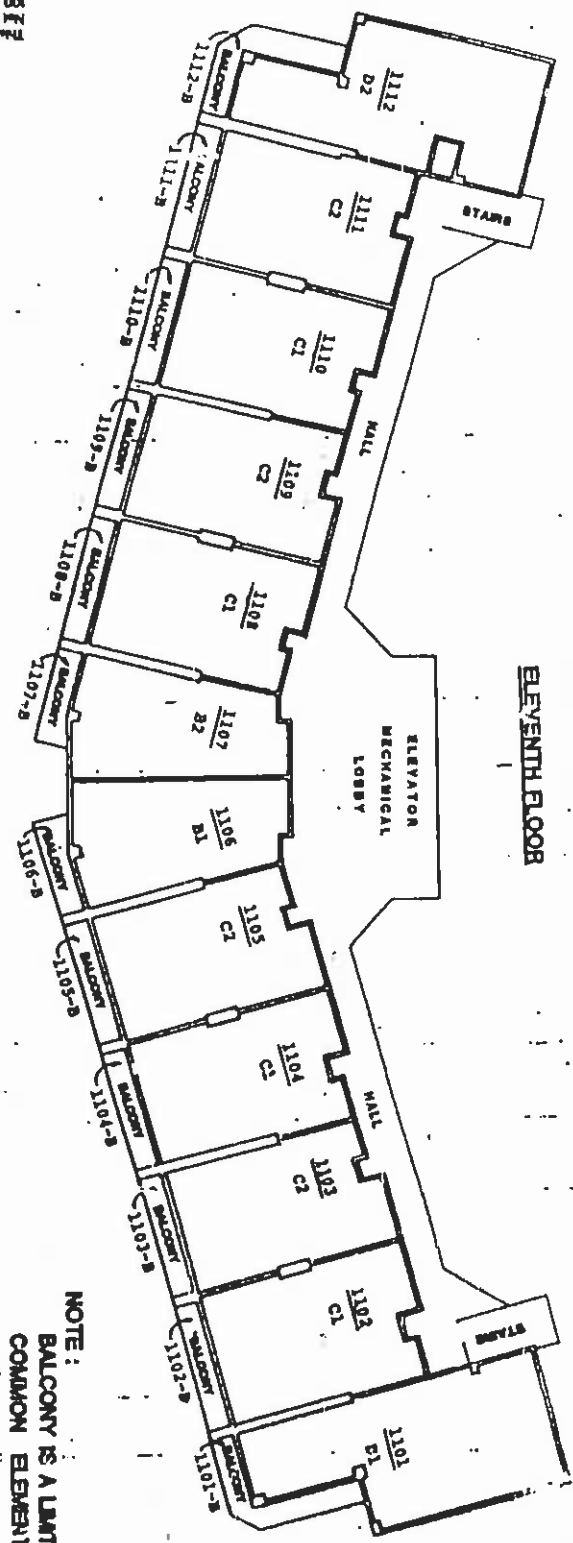 ELEVENTH FLOOR
ELEVATOR
MECHANICAL
LOBBY
STAIRS
HALL
HALL
STAIRS
1112
D2
1111
C2
1110
C1
1109
C2
1108
C1
1107
B2
1106
B1
1105
C2
1104
C1
1103
C2
1102
C1
1101
D1
BALCONY
1112-B
BALCONY
1111-B
BALCONY
1110-B
BALCONY
1109-B
BALCONY
1108-B
BALCONY
1107-B
BALCONY
1106-B
BALCONY
1105-B
BALCONY
1104-B
BALCONY
1103-B
BALCONY
1102-B
BALCONY
1101-B
NOTE:
BALCONY IS A LIMIT
COMMON ELEMENT